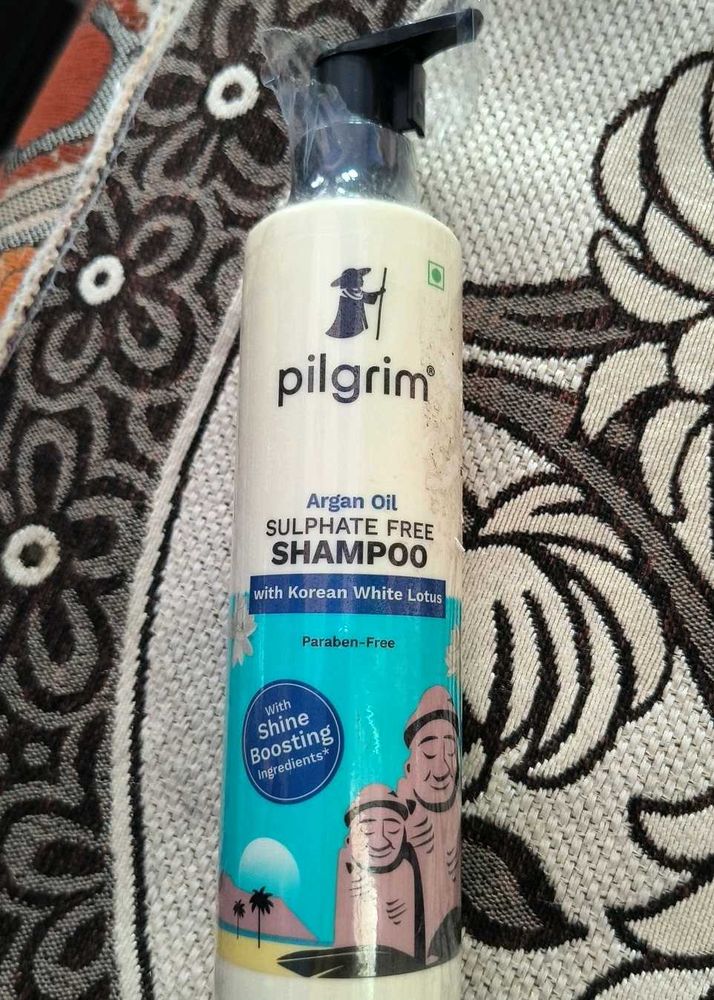 pilgrim®
Argan Oil
SULPHATE FREE
SHAMPOO
with Korean White Lotus
Paraben-Free
With
Shine
Boosting
Ingredients*